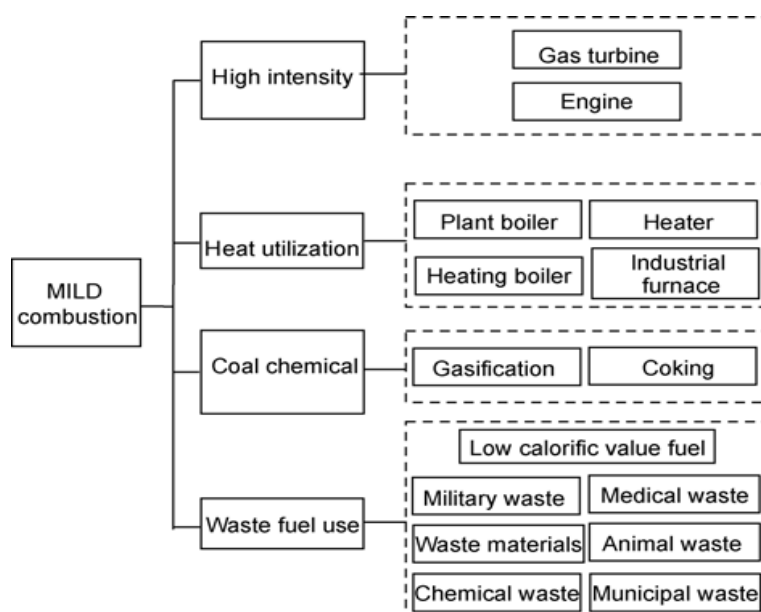 High intensity
Gas turbine
Engine
MILD
combustion
Heat utilization
Plant boiler
Heater
Heating boiler
Industrial
furnace
Coal chemical
Gasification
Coking
Waste fuel use
Low calorific value fuel
Military waste
Medical waste
Waste materials
Animal waste
Chemical waste
Municipal waste